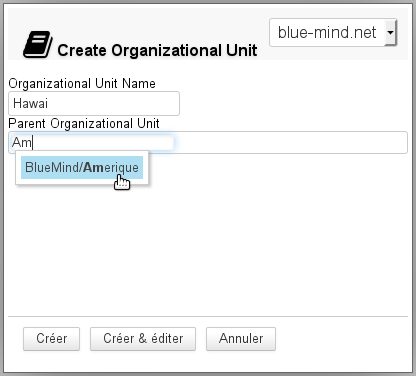 Create Organizational Unit
blue-mind.net
Organizational Unit Name
Hawai
Parent Organizational Unit
Am
BlueMind/Amerique
Créer
Créer & éditer
Annuler